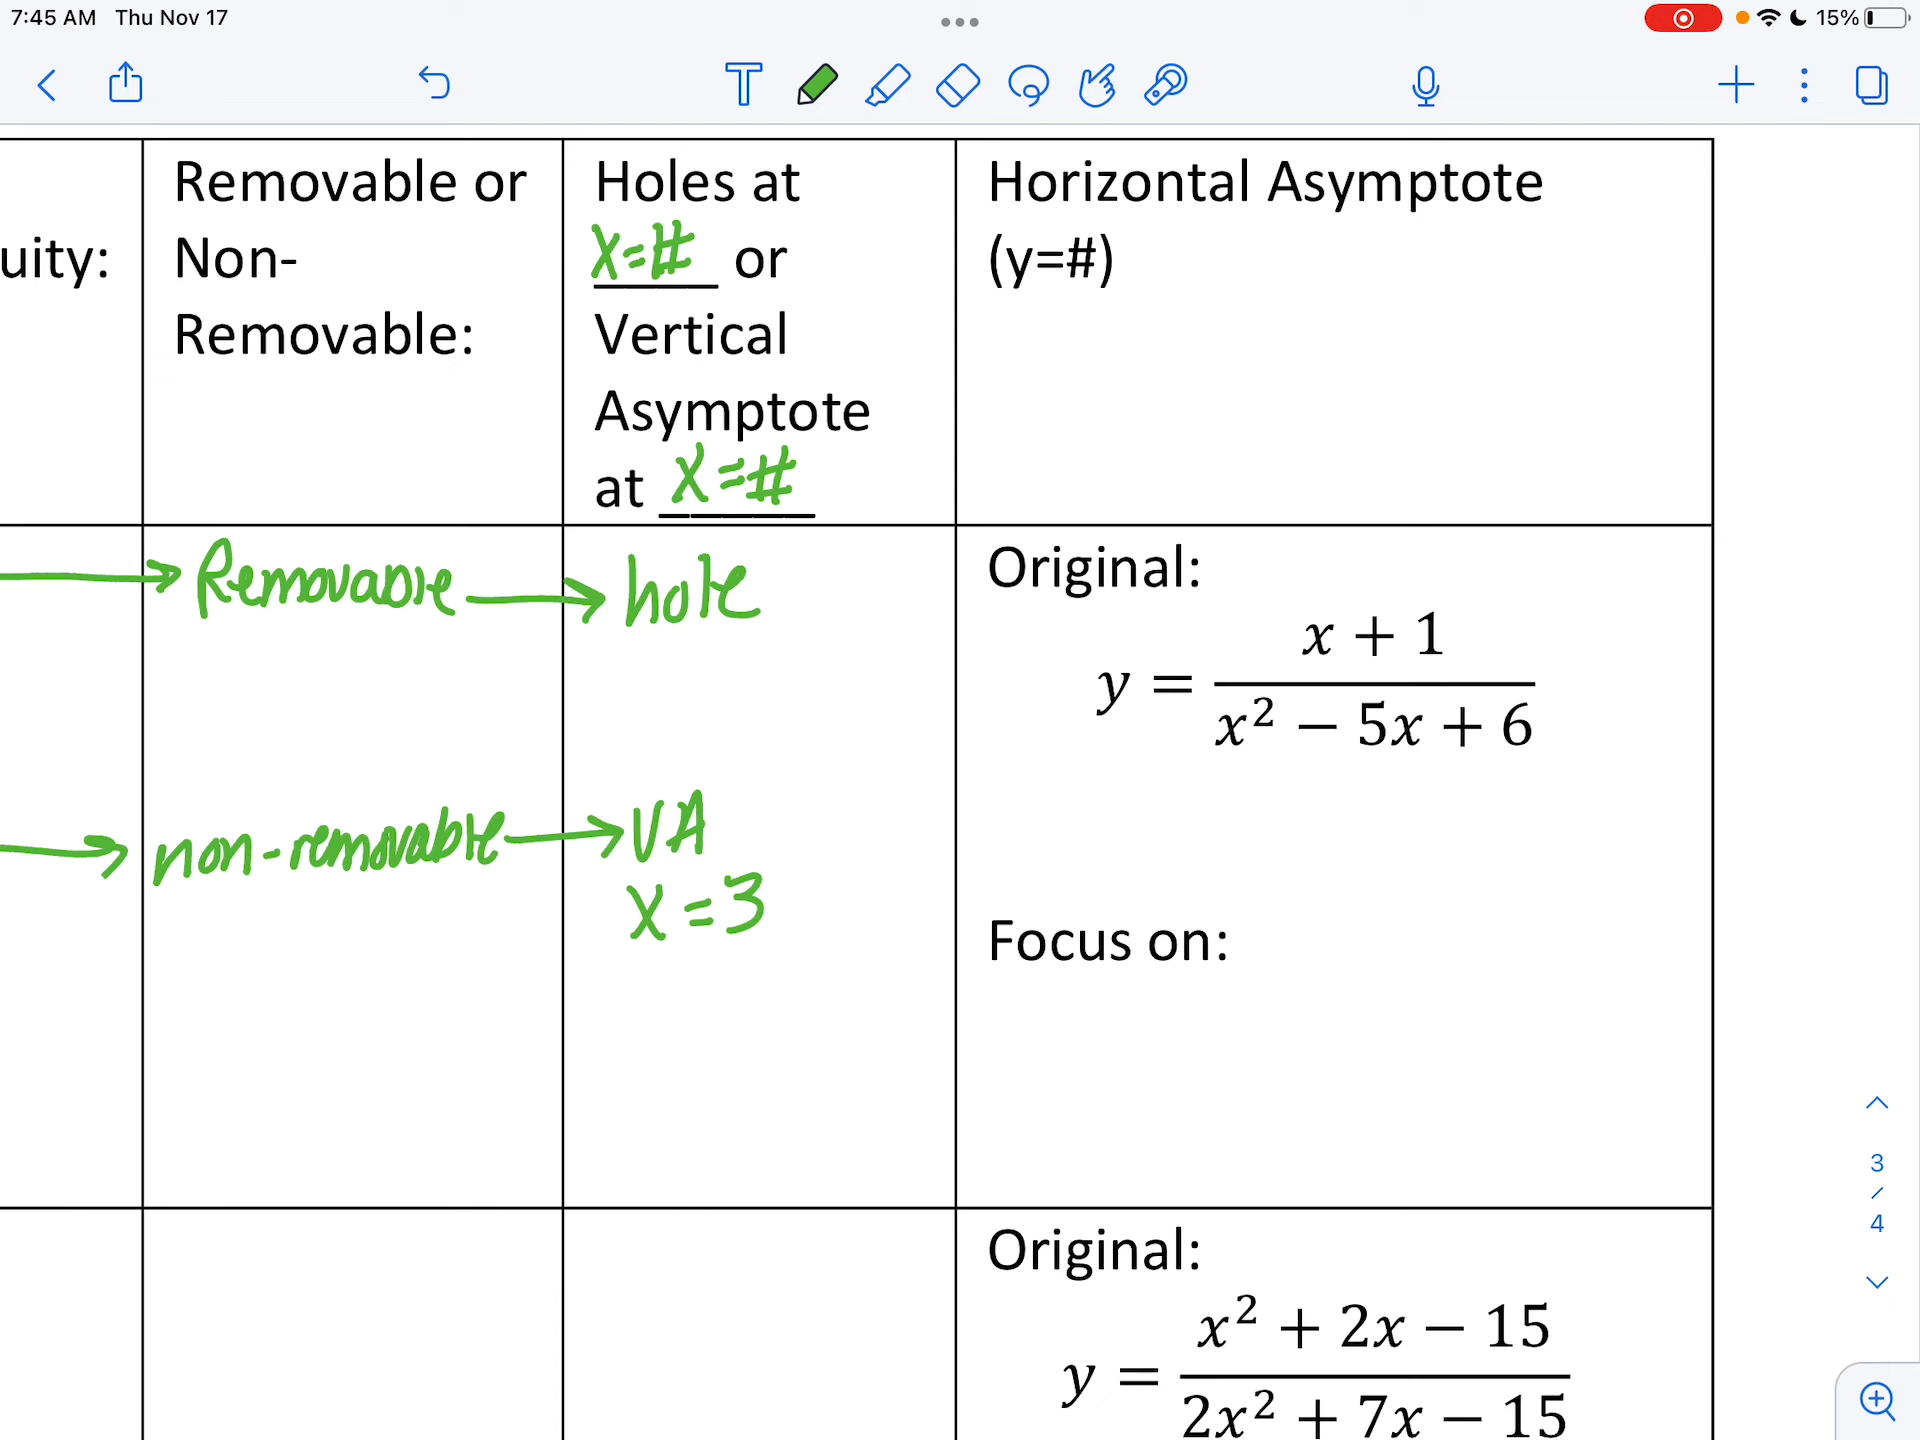 7:45 AM Thu Nov 17
15%
T
uity:
Removable or
Non-
Removable:
Holes at
x=# or
Vertical
Asymptote
at x=#
Horizontal Asymptote
(y=#)
Removable
hole
non-removable
VA
x=3
Original:
y = (x + 1)/(x² − 5x + 6)
Focus on:
Original:
y = (x² + 2x − 15)/(2x² + 7x − 15)
3
/
4